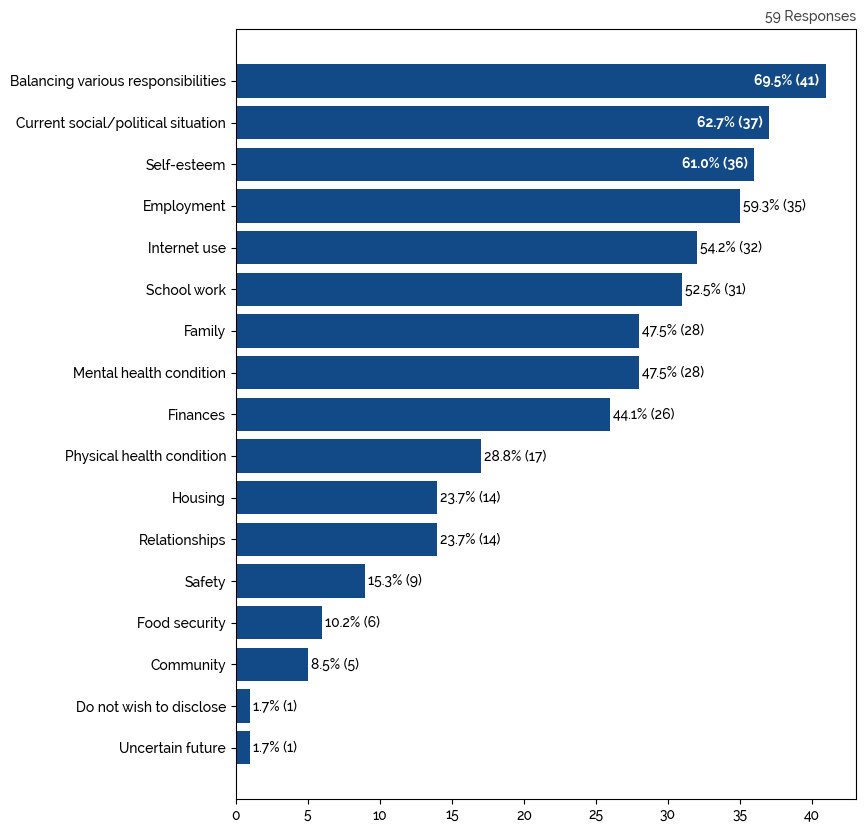 59 Responses
Balancing various responsibilities 69.5% (41)
Current social/political situation 62.7% (37)
Self-esteem 61.0% (36)
Employment 59.3% (35)
Internet use 54.2% (32)
School work 52.5% (31)
Family 47.5% (28)
Mental health condition 47.5% (28)
Finances 44.1% (26)
Physical health condition 28.8% (17)
Housing 23.7% (14)
Relationships 23.7% (14)
Safety 15.3% (9)
Food security 10.2% (6)
Community 8.5% (5)
Do not wish to disclose 1.7% (1)
Uncertain future 1.7% (1)
0 5 10 15 20 25 30 35 40